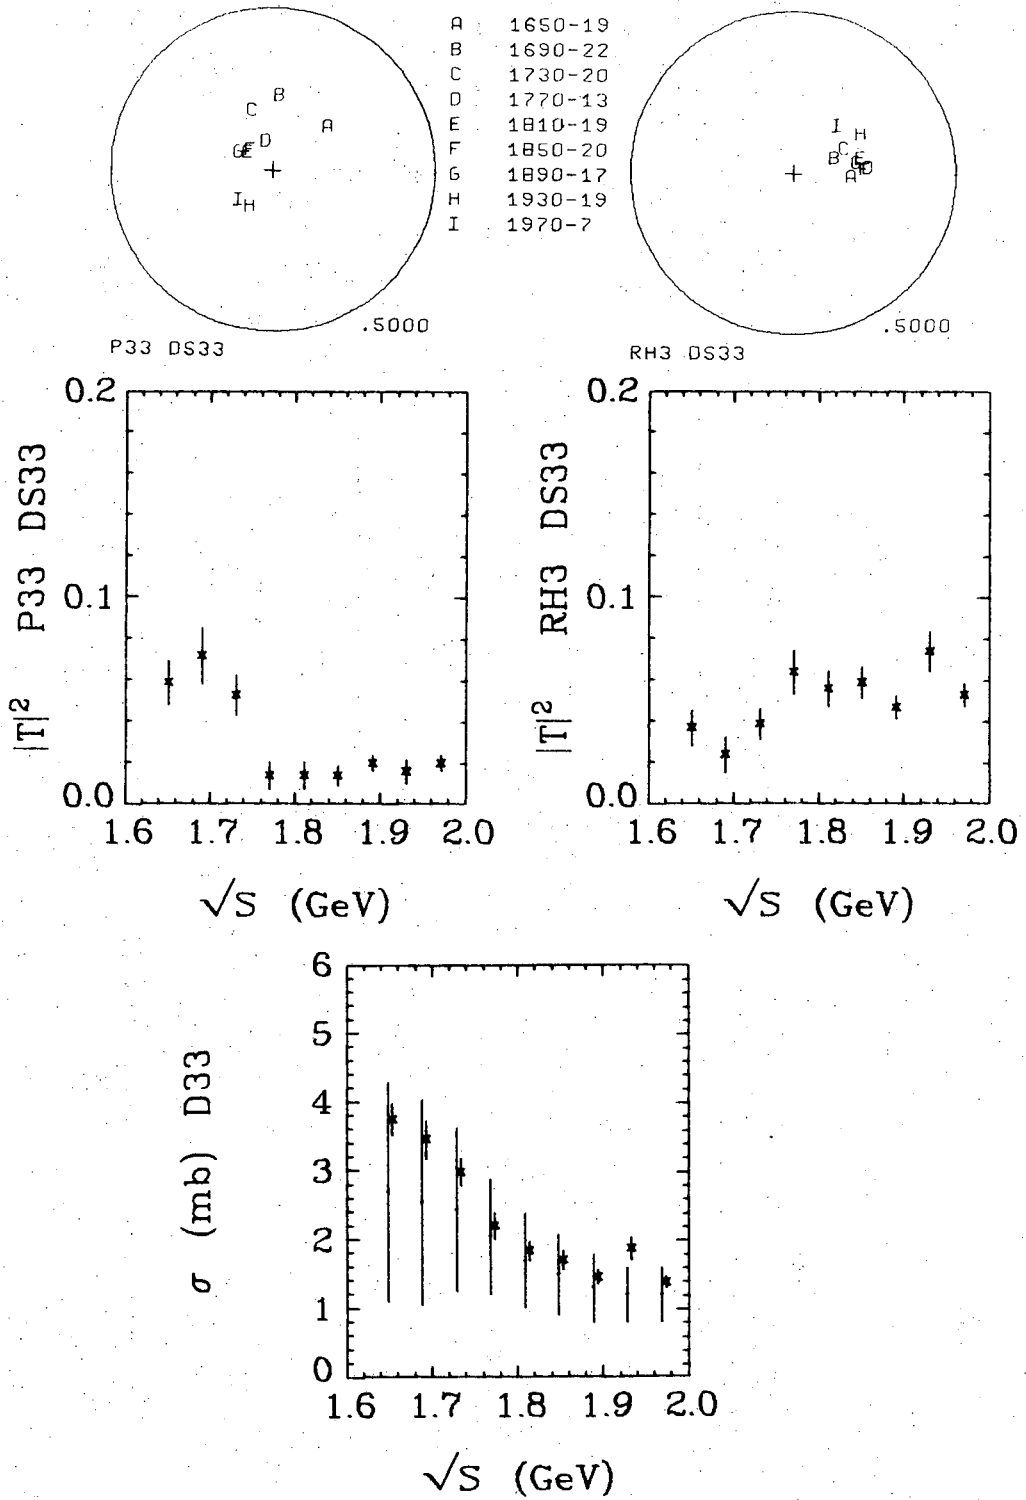 A 1650-19
B 1690-22
C 1730-20
D 1770-13
E 1810-19
F 1850-20
G 1890-17
H 1930-19
I 1970-7
B
C
A
D
G
E
I H
.5000
P33 DS33
I
H
C
B
E
D
A
.5000
RH3 DS33
|T|² P33 DS33
0.2
0.1
0.0
1.6 1.7 1.8 1.9 2.0
√S (GeV)
|T|² RH3 DS33
0.2
0.1
0.0
1.6 1.7 1.8 1.9 2.0
√S (GeV)
σ (mb) D33
6
5
4
3
2
1
0
1.6 1.7 1.8 1.9 2.0
√S (GeV)